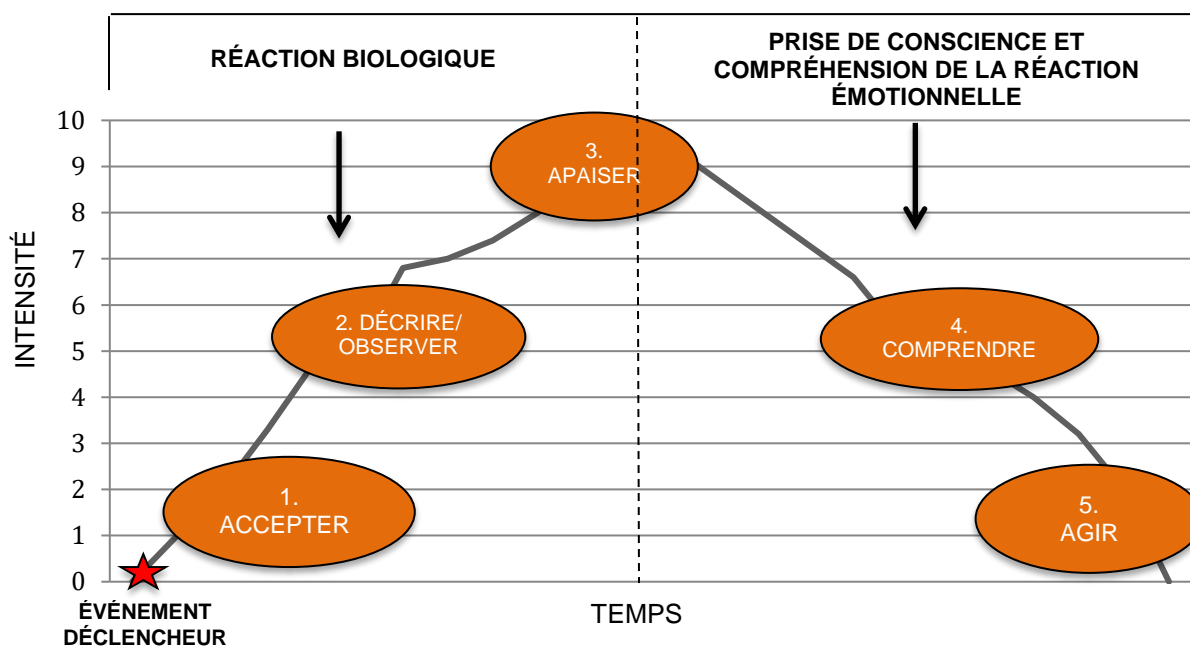 RÉACTION BIOLOGIQUE
PRISE DE CONSCIENCE ET
COMPRÉHENSION DE LA RÉACTION
ÉMOTIONNELLE
INTENSITÉ
10
9
8
7
6
5
4
3
2
1
0
3.
APAISER
2. DÉCRIRE/
OBSERVER
4.
COMPRENDRE
1.
ACCEPTER
5.
AGIR
ÉVÉNEMENT
DÉCLENCHEUR
TEMPS